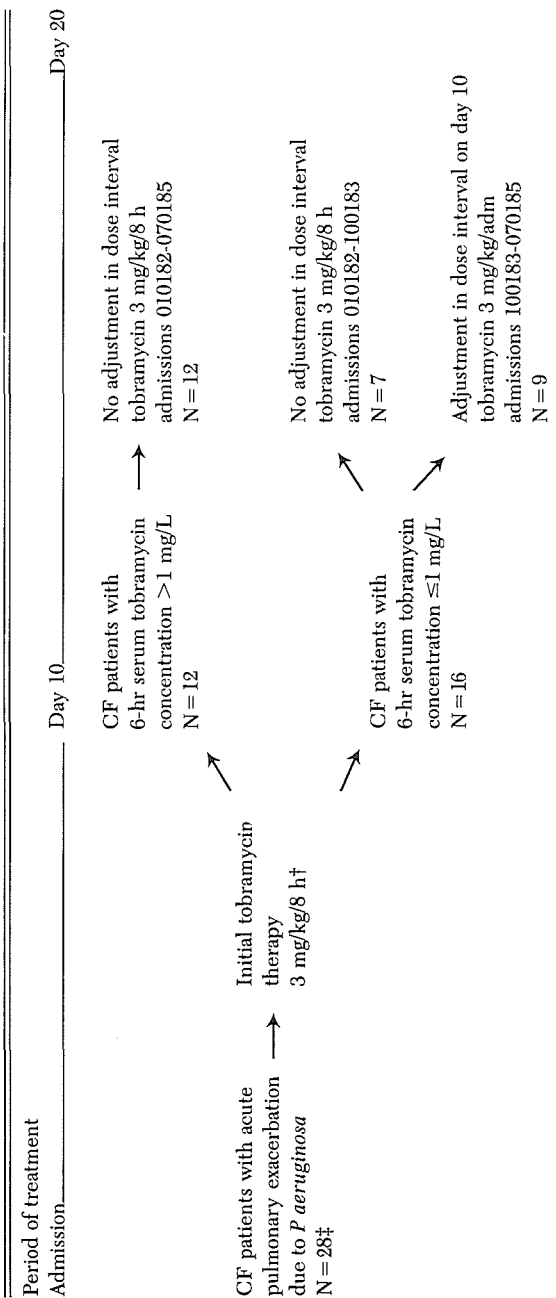 Period of treatment
Admission Day 10 Day 20
CF patients with acute
pulmonary exacerbation
due to P aeruginosa
N = 28‡
Initial tobramycin
therapy
3 mg/kg/8 h†
CF patients with
6-hr serum tobramycin
concentration >1 mg/L
N = 12
No adjustment in dose interval
tobramycin 3 mg/kg/8 h
admissions 010182-070185
N = 12
CF patients with
6-hr serum tobramycin
concentration ≤1 mg/L
N = 16
No adjustment in dose interval
tobramycin 3 mg/kg/8 h
admissions 010182-100183
N = 7
Adjustment in dose interval on day 10
tobramycin 3 mg/kg/adm
admissions 100183-070185
N = 9